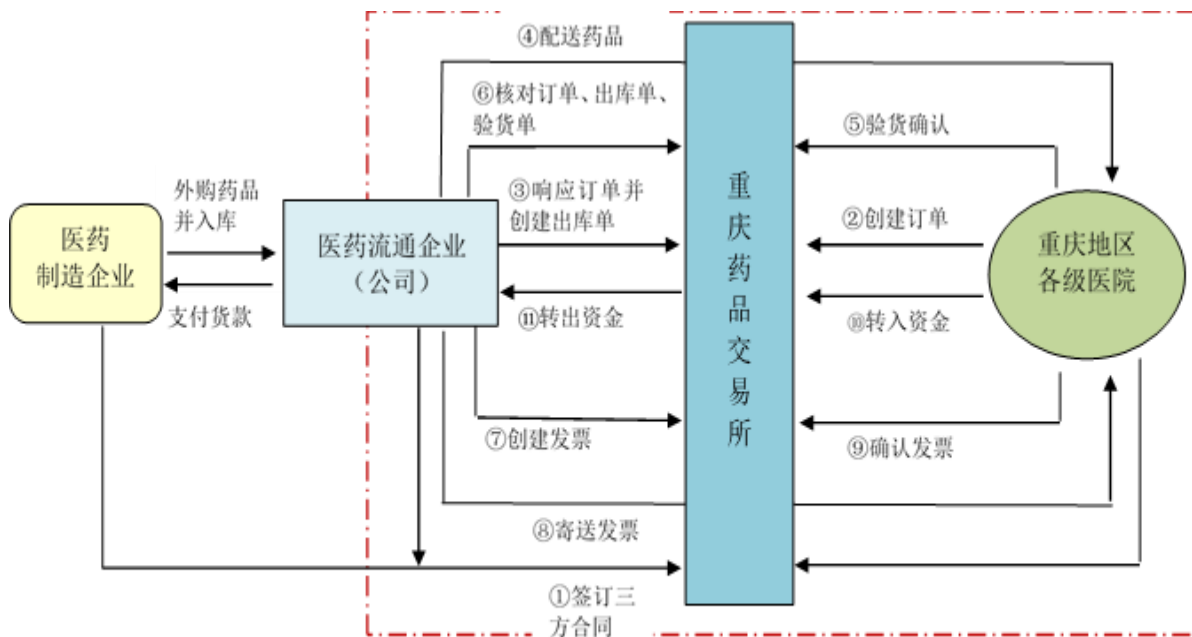 ④配送药品
⑥核对订单、出库单、
验货单
⑤验货确认
外购药品
并入库
③响应订单并
创建出库单
②创建订单
医药
制造企业
医药流通企业
（公司）
重庆药品交易所
重庆地区
各级医院
支付货款
⑪转出资金
⑩转入资金
⑦创建发票
⑨确认发票
⑧寄送发票
①签订三
方合同